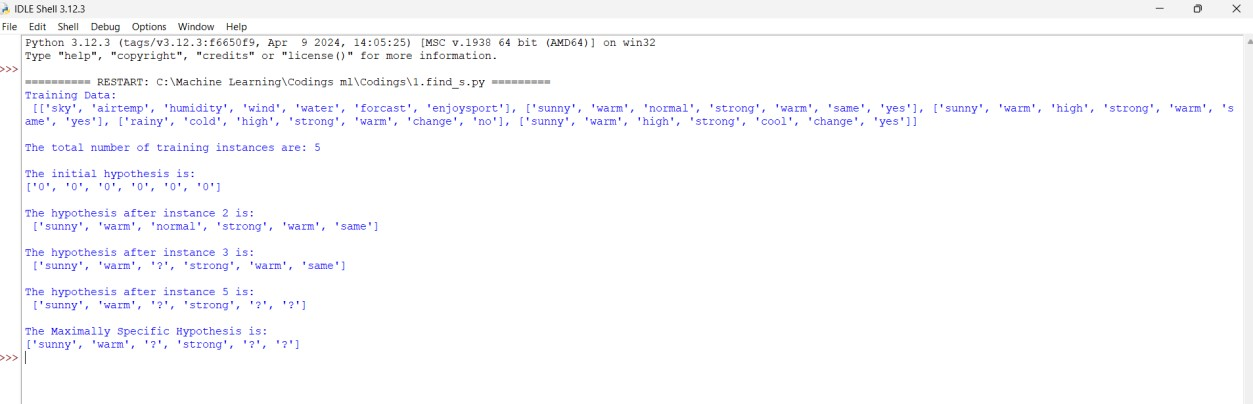 IDLE Shell 3.12.3
File Edit Shell Debug Options Window Help
Python 3.12.3 (tags/v3.12.3:f6650f9, Apr  9 2024, 14:05:25) [MSC v.1938 64 bit (AMD64)] on win32
Type "help", "copyright", "credits" or "license()" for more information.
>>>
========== RESTART: C:\Machine Learning\Codings ml\Codings\1.find_s.py =========
Training Data:
[['sky', 'airtemp', 'humidity', 'wind', 'water', 'forcast', 'enjoysport'], ['sunny', 'warm', 'normal', 'strong', 'warm', 'same', 'yes'], ['sunny', 'warm', 'high', 'strong', 'warm', 's
ame', 'yes'], ['rainy', 'cold', 'high', 'strong', 'warm', 'change', 'no'], ['sunny', 'warm', 'high', 'strong', 'cool', 'change', 'yes']]
The total number of training instances are: 5
The initial hypothesis is:
['0', '0', '0', '0', '0', '0']
The hypothesis after instance 2 is:
['sunny', 'warm', 'normal', 'strong', 'warm', 'same']
The hypothesis after instance 3 is:
['sunny', 'warm', '?', 'strong', 'warm', 'same']
The hypothesis after instance 5 is:
['sunny', 'warm', '?', 'strong', '?', '?']
The Maximally Specific Hypothesis is:
['sunny', 'warm', '?', 'strong', '?', '?']
>>>